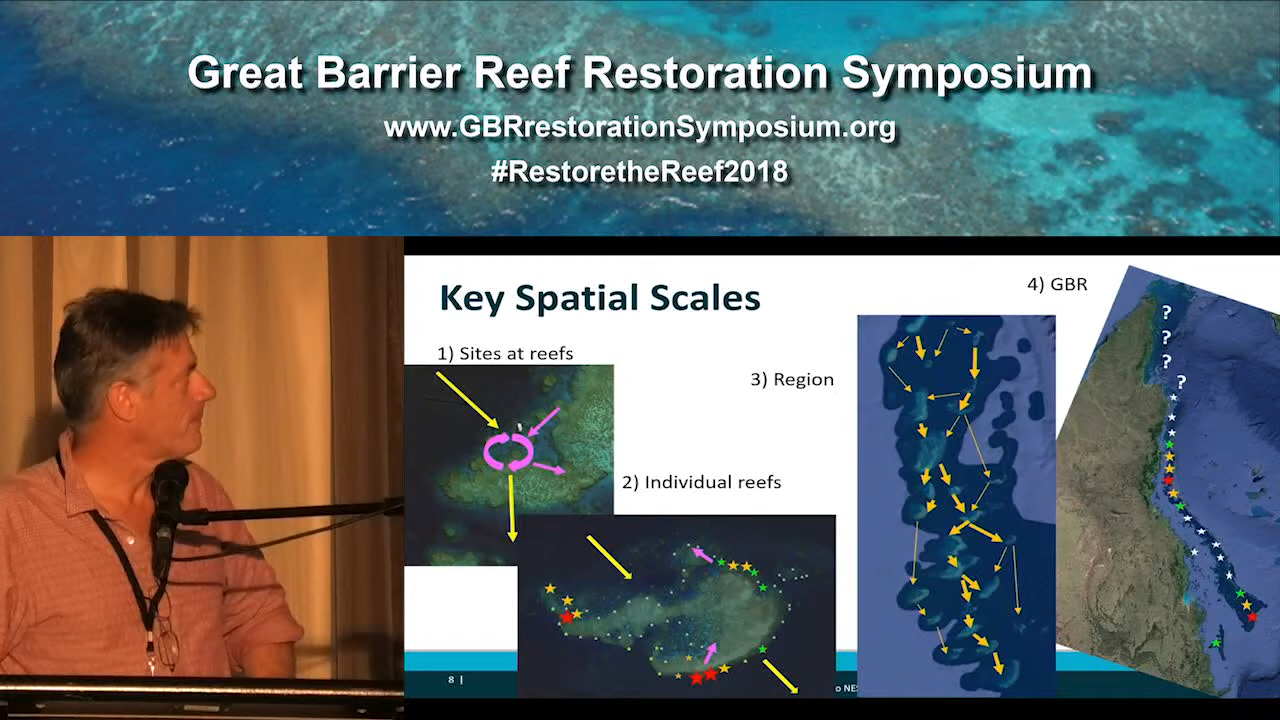 Great Barrier Reef Restoration Symposium
www.GBRrestorationSymposium.org
#RestoretheReef2018
Key Spatial Scales
4) GBR
1) Sites at reefs
3) Region
2) Individual reefs
?
?
?
?
8 |
o NES